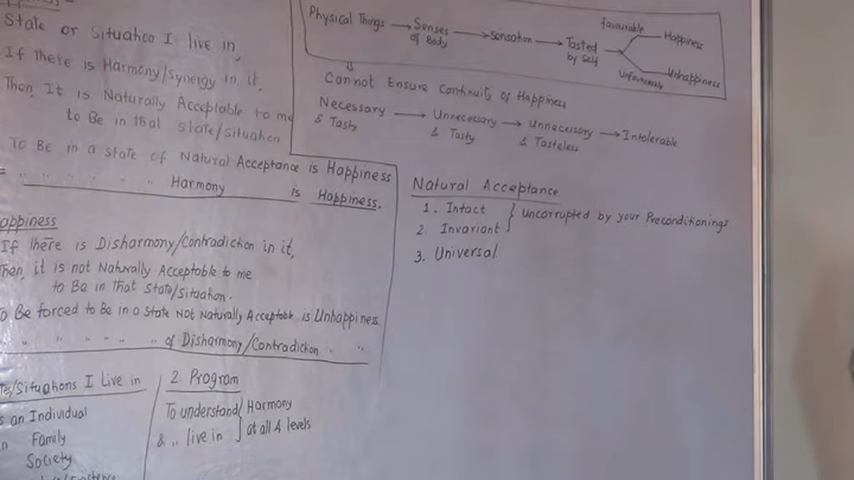 State or Situation I live in,
If there is Harmony/Synergy in it,
Then, It is Naturally Acceptable to me
to Be in that state/situation
To Be in a state of Natural Acceptance is Happiness
= " " " " " Harmony is Happiness.
If there is Disharmony/Contradiction in it,
Then, it is not Naturally Acceptable to me
to Be in that State/Situation.
To Be forced to Be in a State Not Naturally Acceptable is Unhappiness
" " " " " " of Disharmony/Contradiction " "
/Situations I Live in
an Individual
Family
Society
2. Program
To understand } Harmony
& " live in } at all 4 levels
Physical Things → Senses of Body → Sensation → Tasted by Self
favourable → Happiness
Unfavourable → Unhappiness
⇓
Cannot Ensure Continuity of Happiness
Necessary & Tasty → Unnecessary & Tasty → Unnecessary & Tasteless → Intolerable
Natural Acceptance
1. Intact } uncorrupted by your Preconditionings
2. Invariant }
3. Universal